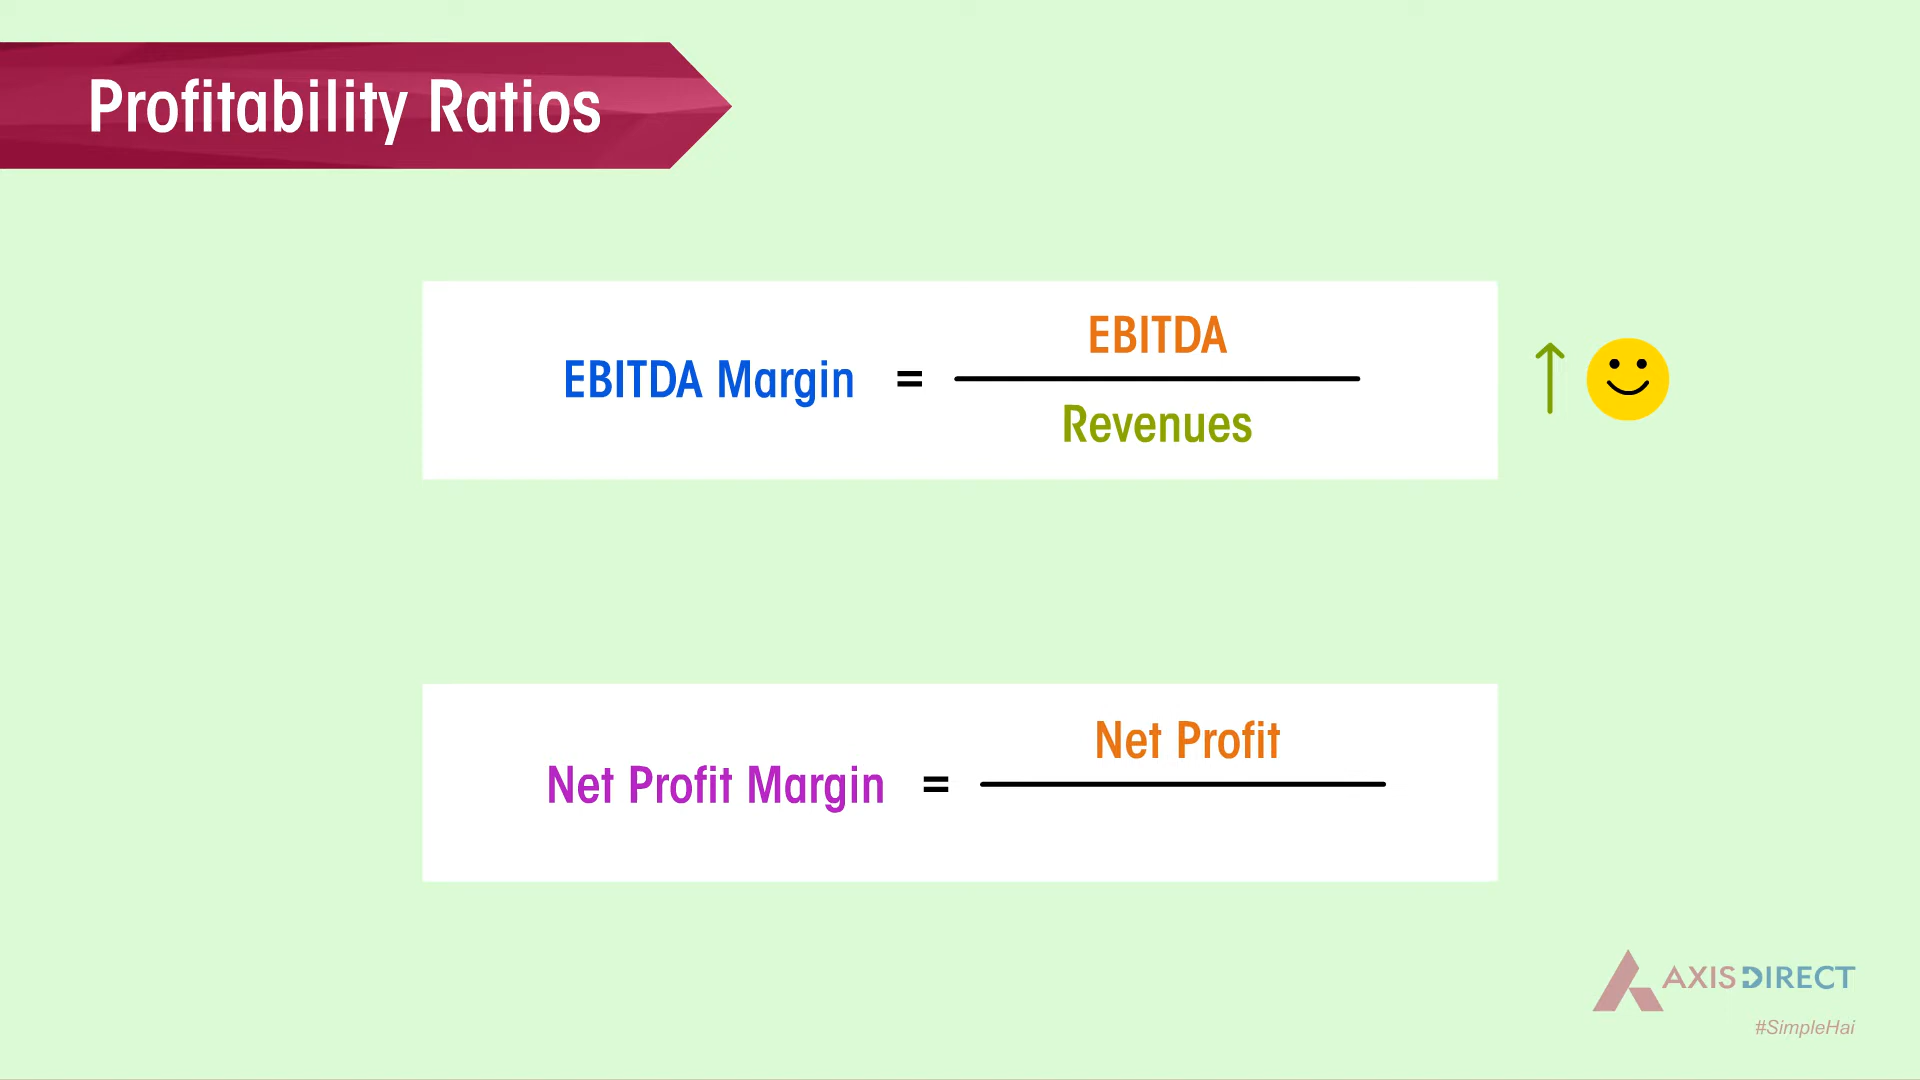 Profitability Ratios
EBITDA Margin = EBITDA
Revenues
Net Profit Margin = Net Profit
AXIS DIRECT
#SimpleHai